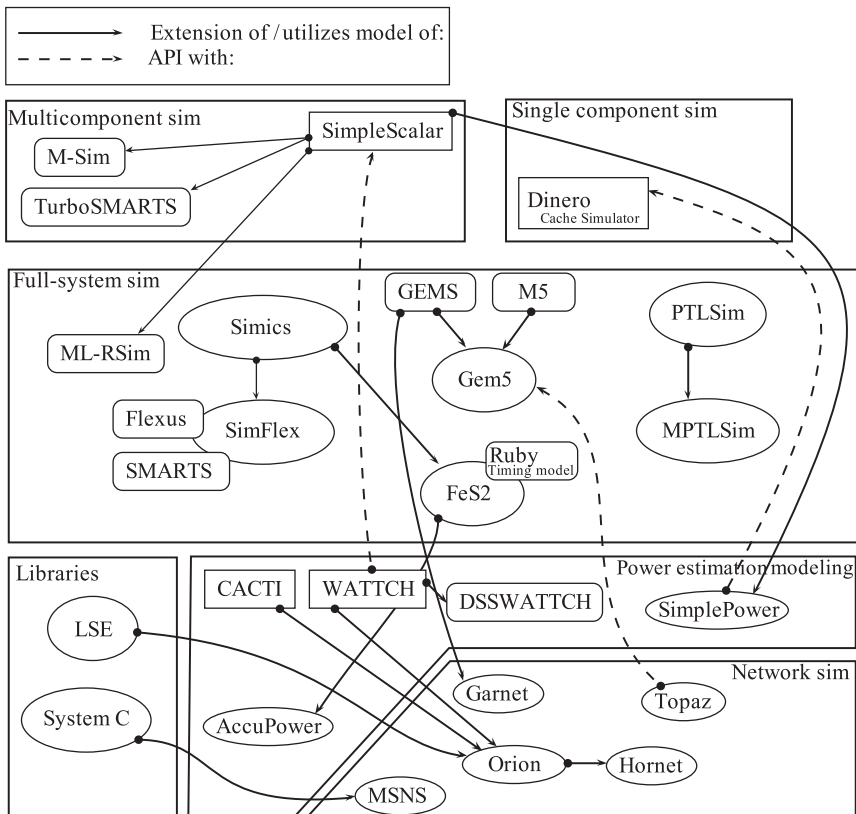 Extension of / utilizes model of:
API with:
Multicomponent sim
SimpleScalar
M-Sim
TurboSMARTS
Single component sim
Dinero
Cache Simulator
Full-system sim
GEMS
M5
Simics
PTLSim
ML-RSim
Gem5
Flexus
SimFlex
MPTLSim
SMARTS
Ruby
Timing model
FeS2
Libraries
Power estimation modeling
CACTI
WATTCH
DSSWATTCH
SimplePower
LSE
Network sim
Garnet
Topaz
System C
AccuPower
Orion
Hornet
MSNS